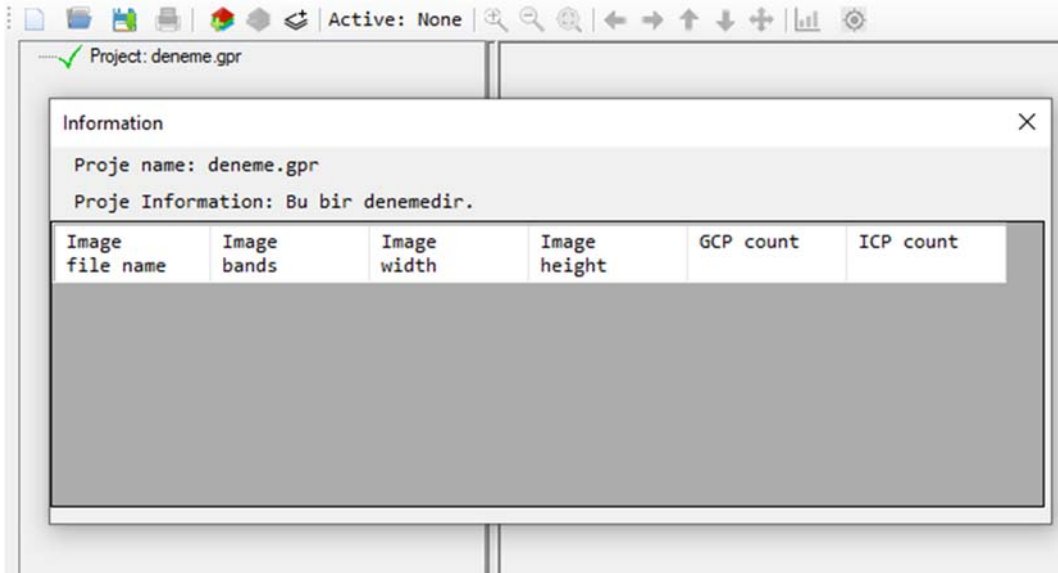 Active: None
Project: deneme.gpr
Information
Proje name: deneme.gpr
Proje Information: Bu bir denemedir.
Image file name Image bands Image width Image height GCP count ICP count